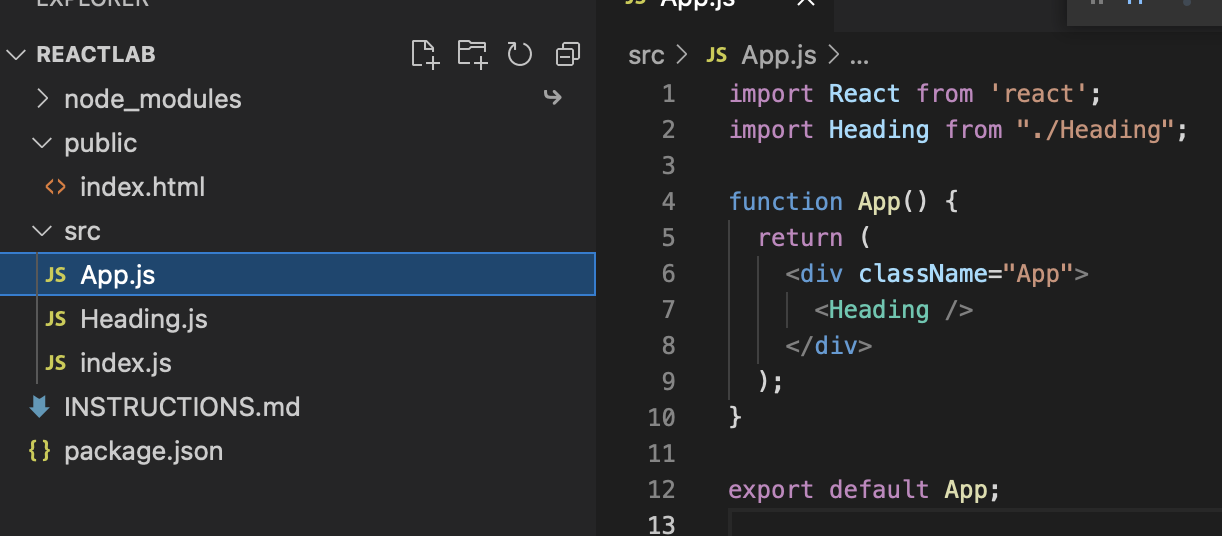 EXPLORER
REACTLAB
node_modules
public
<> index.html
src
JS App.js
JS Heading.js
JS index.js
INSTRUCTIONS.md
{} package.json
JS App.js ×
src > JS App.js > ...
1 import React from 'react';
2 import Heading from "./Heading";
3
4 function App() {
5   return (
6     <div className="App">
7       <Heading />
8     </div>
9   );
10 }
11
12 export default App;
13